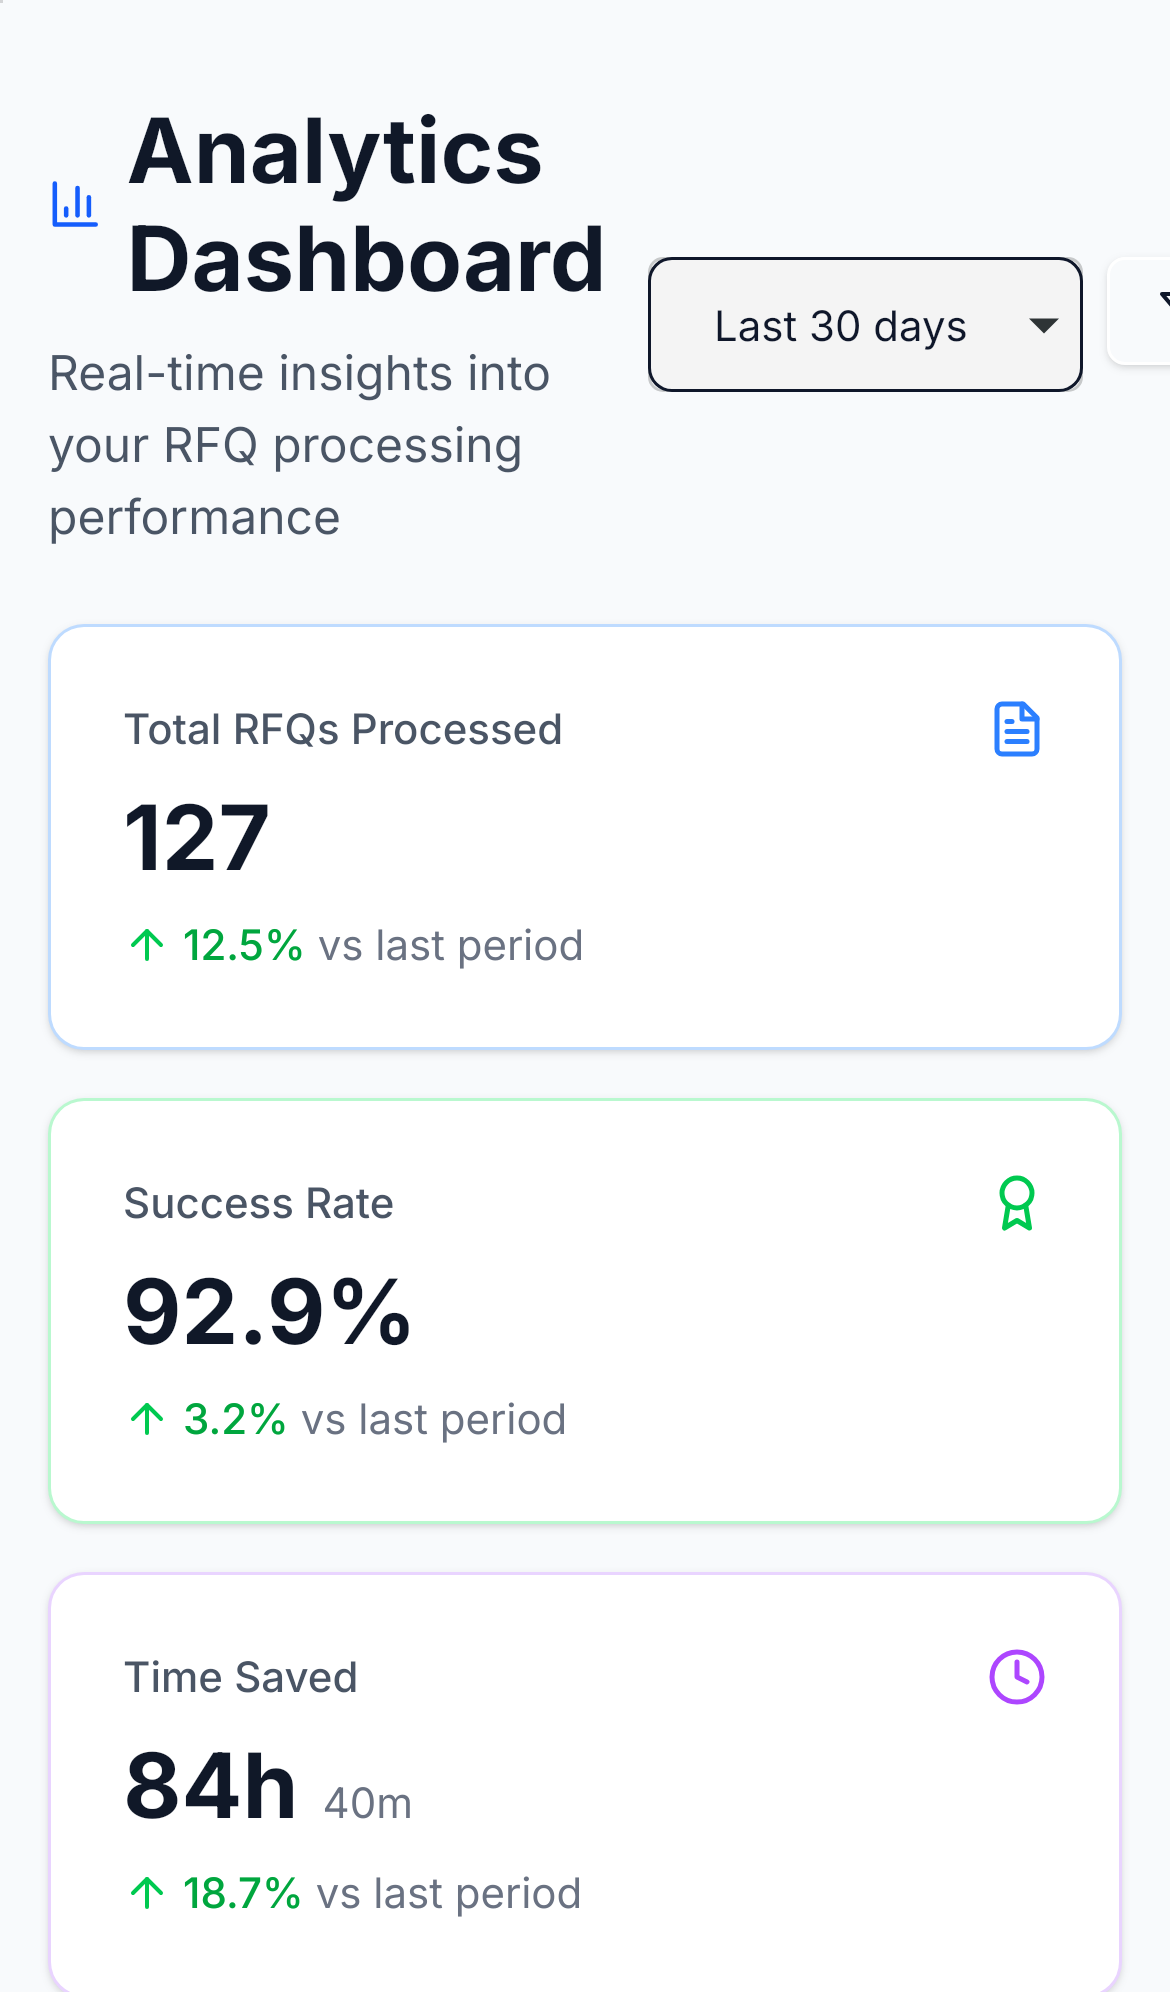 Analytics
Dashboard
Last 30 days
Real-time insights into
your RFQ processing
performance
Total RFQs Processed
127
12.5% vs last period
Success Rate
92.9%
3.2% vs last period
Time Saved
84h 40m
18.7% vs last period